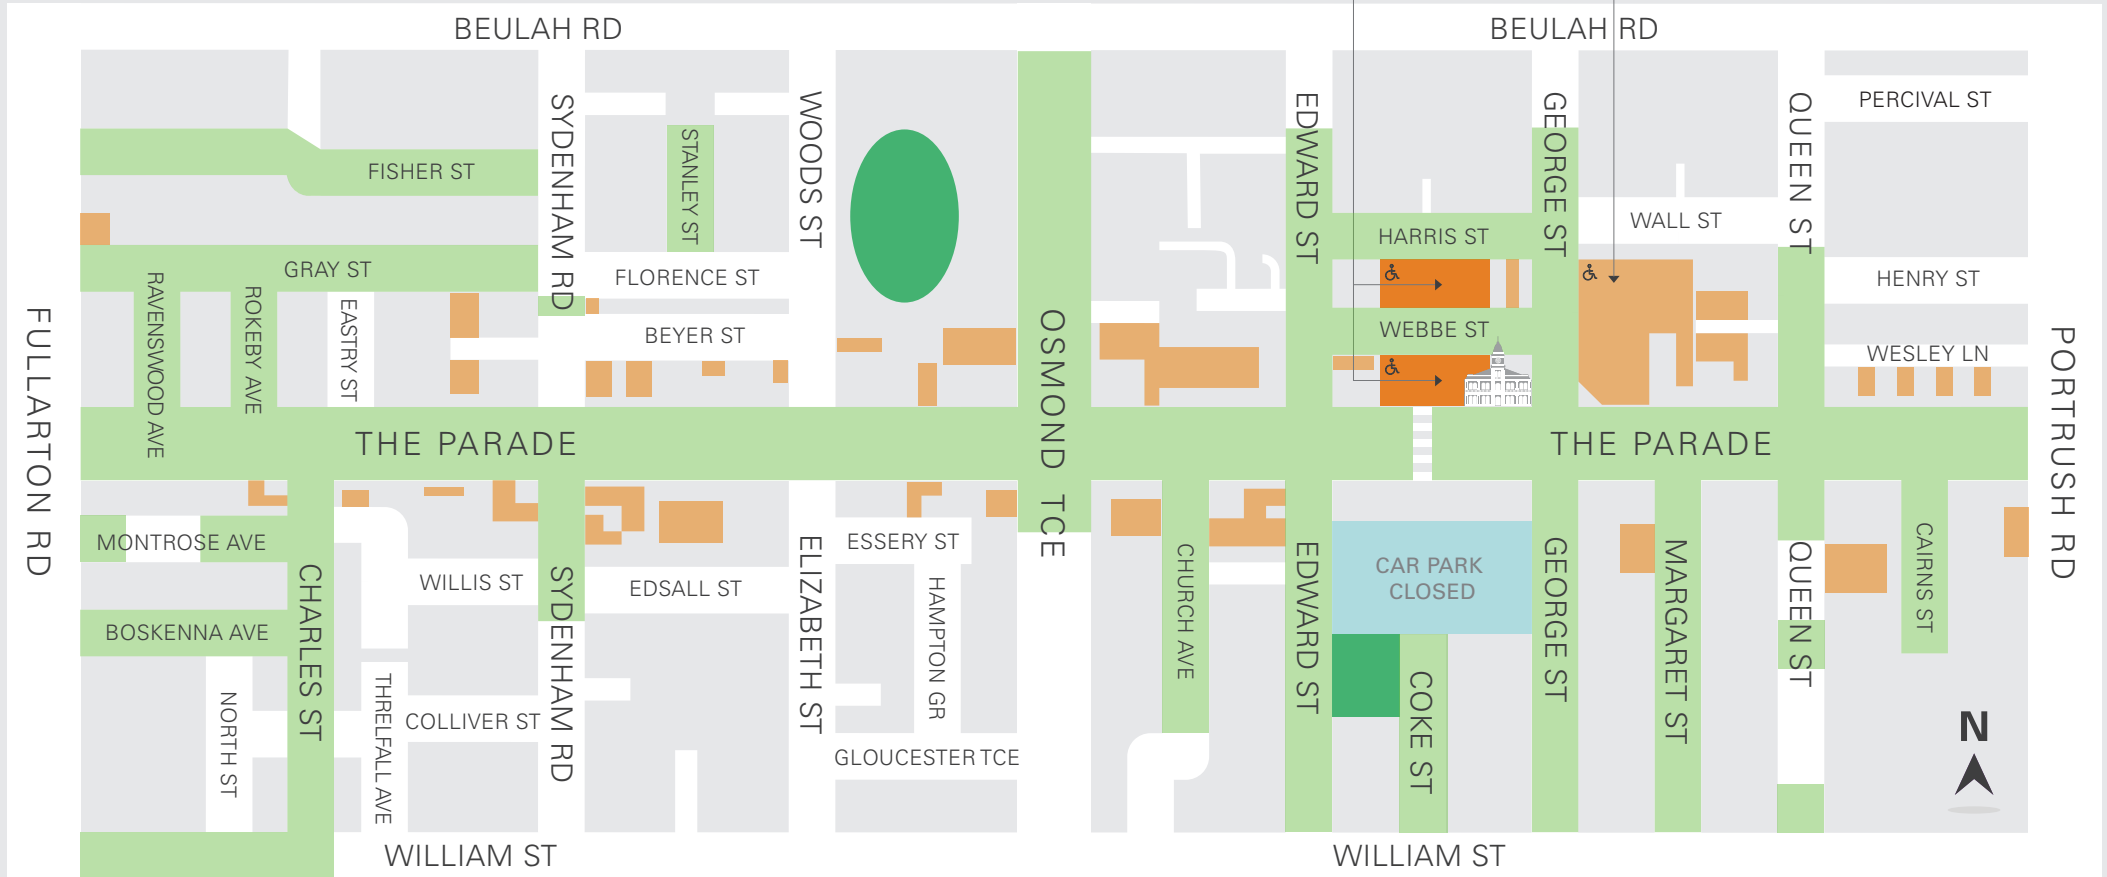 BEULAH RD
BEULAH RD
SYDENHAM RD
STANLEY ST
WOODS ST
EDWARD ST
GEORGE ST
QUEEN ST
PERCIVAL ST
FISHER ST
WALL ST
HARRIS ST
GRAY ST
FLORENCE ST
HENRY ST
RAVENSWOOD AVE
ROKEBY AVE
EASTRY ST
BEYER ST
WEBBE ST
WESLEY LN
FULLARTON RD
OSMOND TCE
PORTRUSH RD
THE PARADE
THE PARADE
MONTROSE AVE
ESSERY ST
CAR PARK
CLOSED
WILLIS ST
EDSALL ST
BOSKENNA AVE
CHARLES ST
SYDENHAM RD
ELIZABETH ST
HAMPTON GR
CHURCH AVE
EDWARD ST
GEORGE ST
MARGARET ST
QUEEN ST
CAIRNS ST
NORTH ST
THRELFALL AVE
COLLIVER ST
COKE ST
GLOUCESTER TCE
N
WILLIAM ST
WILLIAM ST